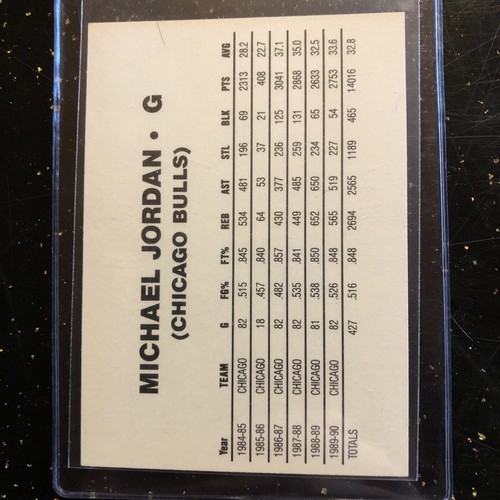 MICHAEL JORDAN • G
(CHICAGO BULLS)
Year TEAM G FG% FT% REB AST STL BLK PTS AVG
1984-85 CHICAGO 82 .515 .845 534 481 196 69 2313 28.2
1985-86 CHICAGO 18 .457 .840 64 53 37 21 408 22.7
1986-87 CHICAGO 82 .482 .857 430 377 236 125 3041 37.1
1987-88 CHICAGO 82 .535 .841 449 485 259 131 2868 35.0
1988-89 CHICAGO 81 .538 .850 652 650 234 65 2633 32.5
1989-90 CHICAGO 82 .526 .848 565 519 227 54 2753 33.6
TOTALS 427 .516 .848 2694 2565 1189 465 14016 32.8